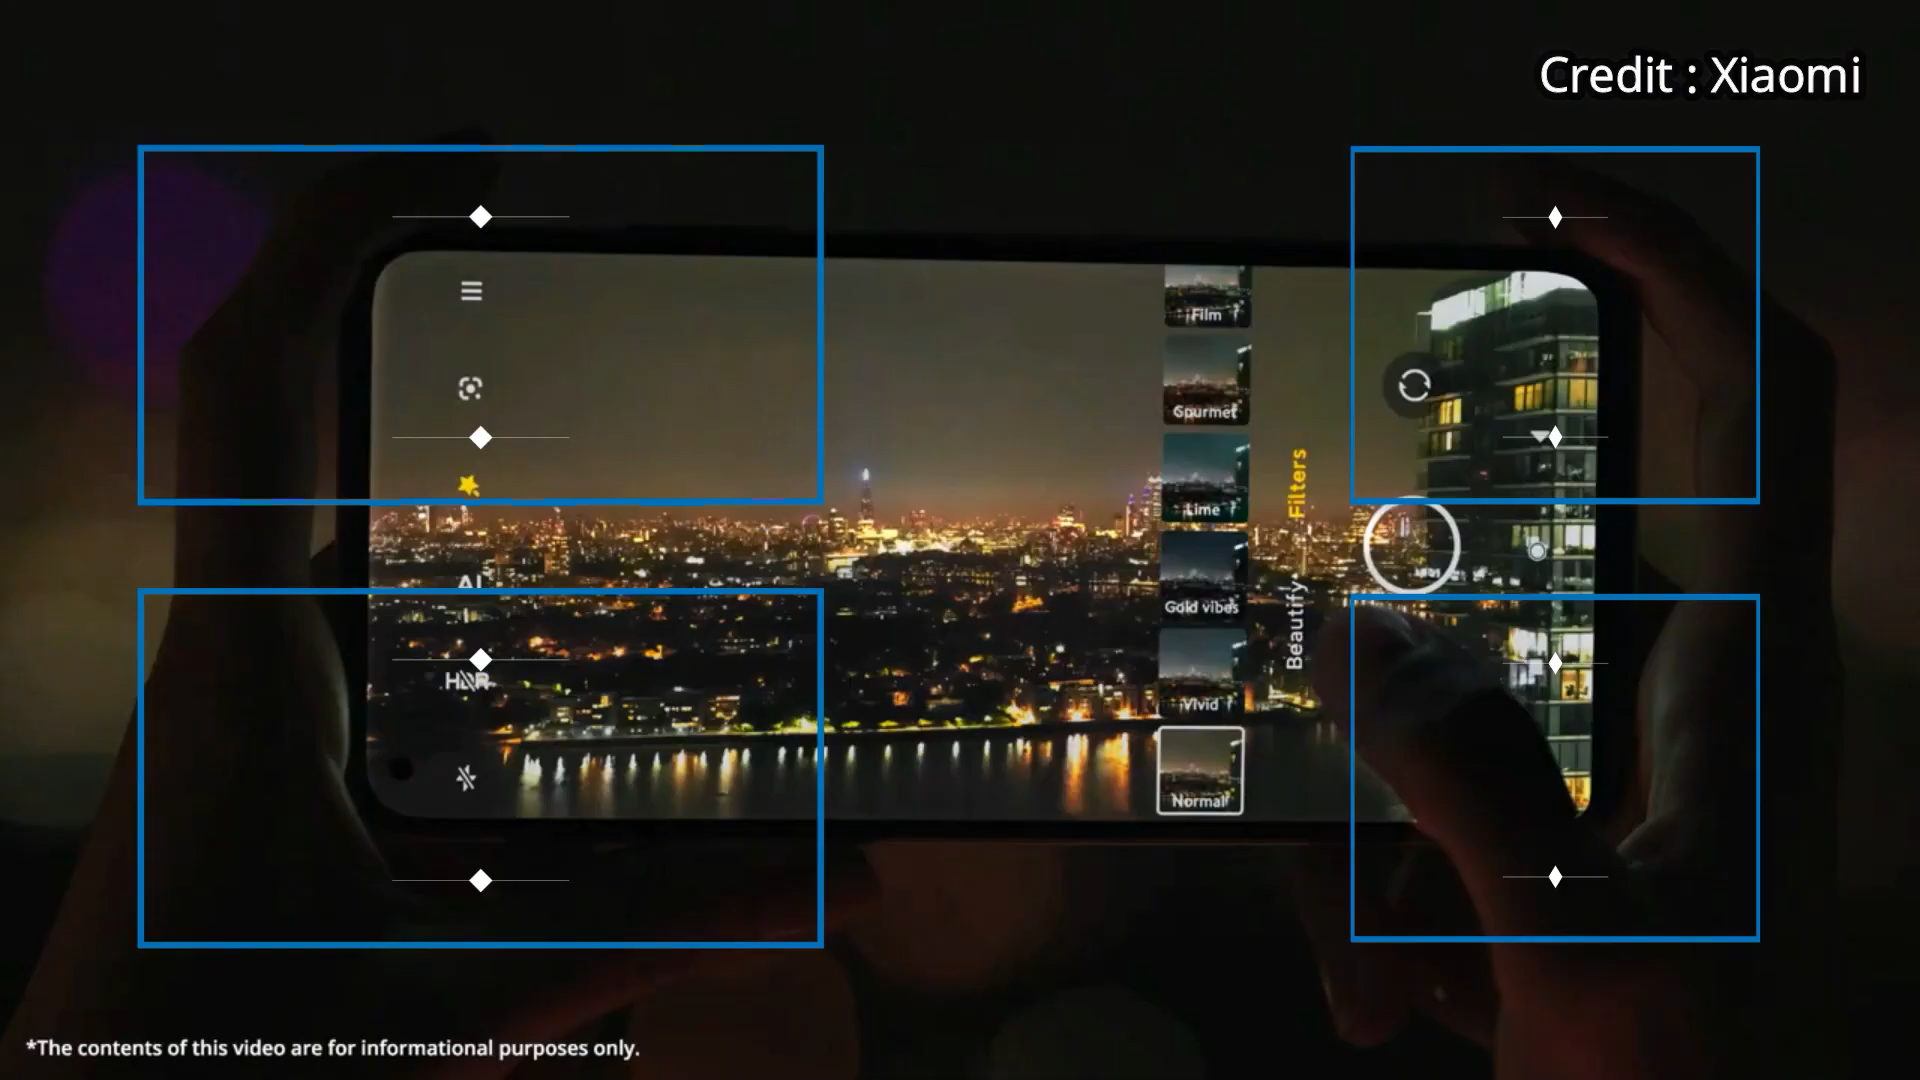 Credit : Xiaomi
Film
Gourmet
Lime
Gold vibes
Vivid
Normal
Filters
Beautify
AI
HDR
*The contents of this video are for informational purposes only.